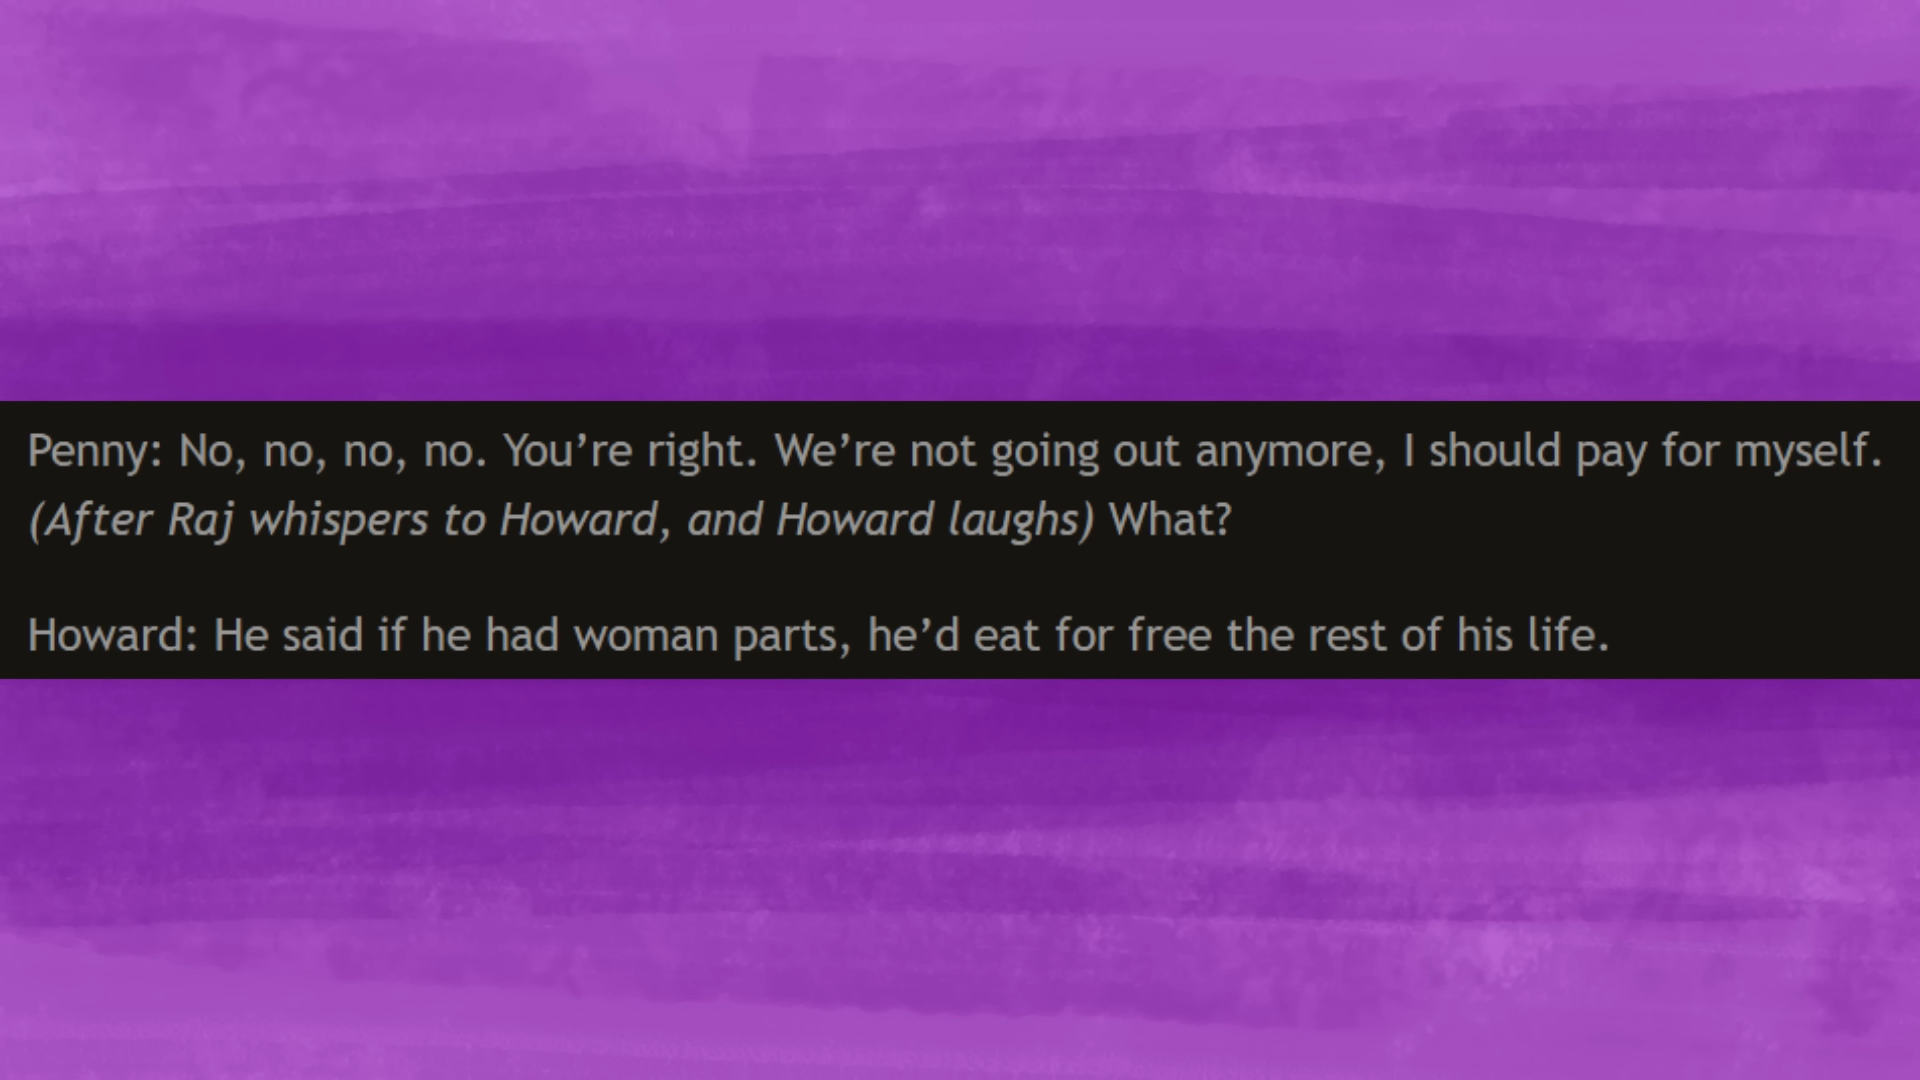 Penny: No, no, no, no. You’re right. We’re not going out anymore, I should pay for myself.
(After Raj whispers to Howard, and Howard laughs) What?
Howard: He said if he had woman parts, he’d eat for free the rest of his life.